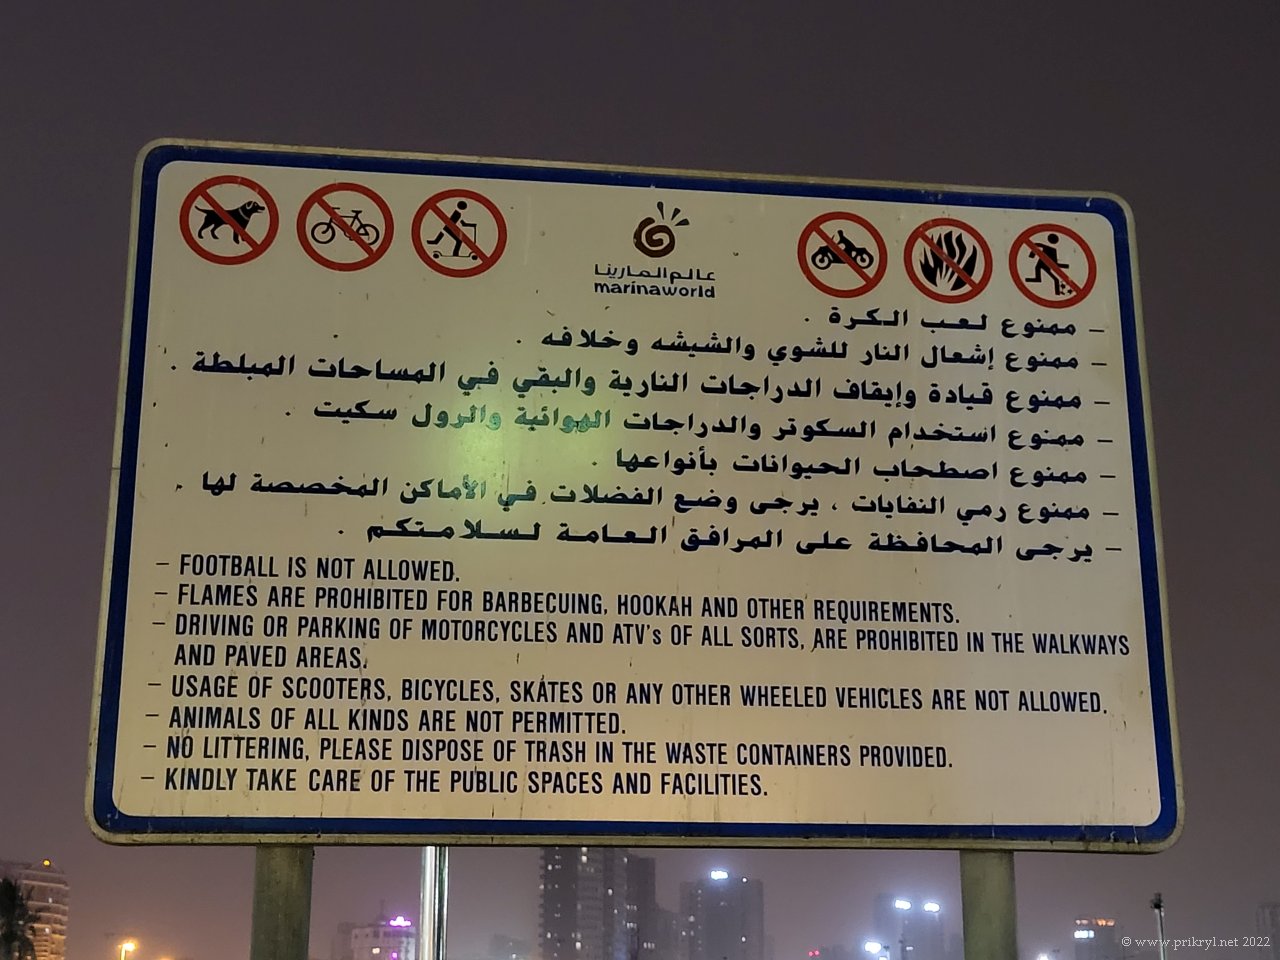 عالم المارينا
marinaworld
– ممنوع لعب الكرة .
– ممنوع إشعال النار للشوي والشيشه وخلافه .
– ممنوع قيادة وإيقاف الدراجات النارية والبقي في المساحات المبلطة .
– ممنوع استخدام السكوتر والدراجات الهوائية والرول سكيت .
– ممنوع اصطحاب الحيوانات بأنواعها .
– ممنوع رمي النفايات ، يرجى وضع الفضلات في الأماكن المخصصة لها .
– يرجى المحافظة على المرافق العامة لسلامتكم .
– FOOTBALL IS NOT ALLOWED.
– FLAMES ARE PROHIBITED FOR BARBECUING, HOOKAH AND OTHER REQUIREMENTS.
– DRIVING OR PARKING OF MOTORCYCLES AND ATV's OF ALL SORTS, ARE PROHIBITED IN THE WALKWAYS
AND PAVED AREAS.
– USAGE OF SCOOTERS, BICYCLES, SKATES OR ANY OTHER WHEELED VEHICLES ARE NOT ALLOWED.
– ANIMALS OF ALL KINDS ARE NOT PERMITTED.
– NO LITTERING, PLEASE DISPOSE OF TRASH IN THE WASTE CONTAINERS PROVIDED.
– KINDLY TAKE CARE OF THE PUBLIC SPACES AND FACILITIES.
© www.prikryl.net 2022